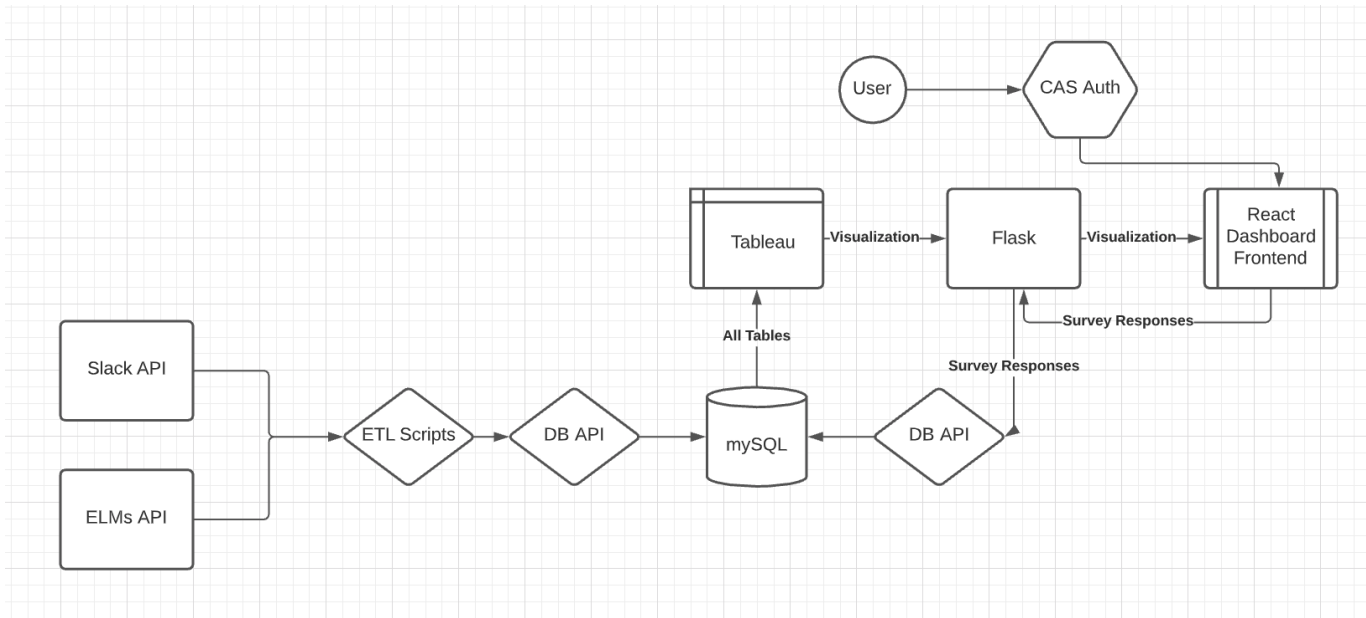 User
CAS Auth
Tableau
Visualization
Flask
Visualization
React
Dashboard
Frontend
Survey Responses
All Tables
Survey Responses
Slack API
ELMs API
ETL Scripts
DB API
mySQL
DB API